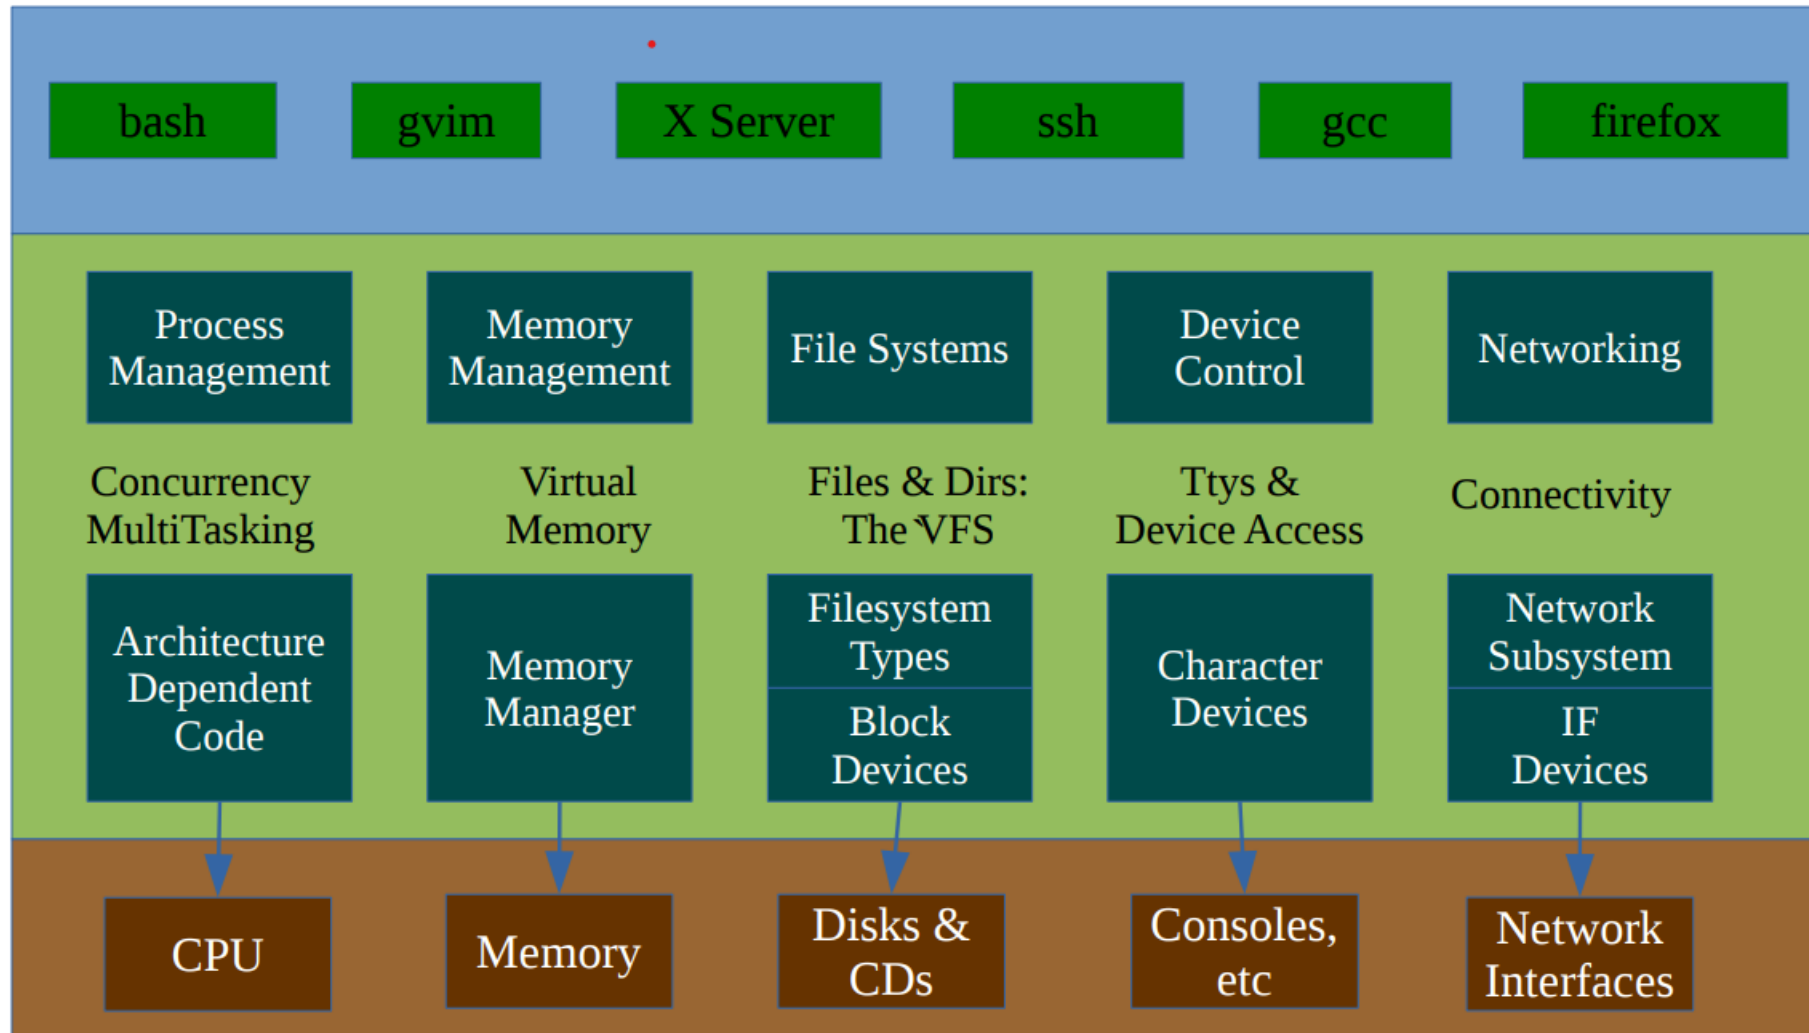 bash
gvim
X Server
ssh
gcc
firefox
Process
Management
Memory
Management
File Systems
Device
Control
Networking
Concurrency
MultiTasking
Virtual
Memory
Files & Dirs:
The VFS
Ttys &
Device Access
Connectivity
Architecture
Dependent
Code
Memory
Manager
Filesystem
Types
Block
Devices
Character
Devices
Network
Subsystem
IF
Devices
CPU
Memory
Disks &
CDs
Consoles,
etc
Network
Interfaces